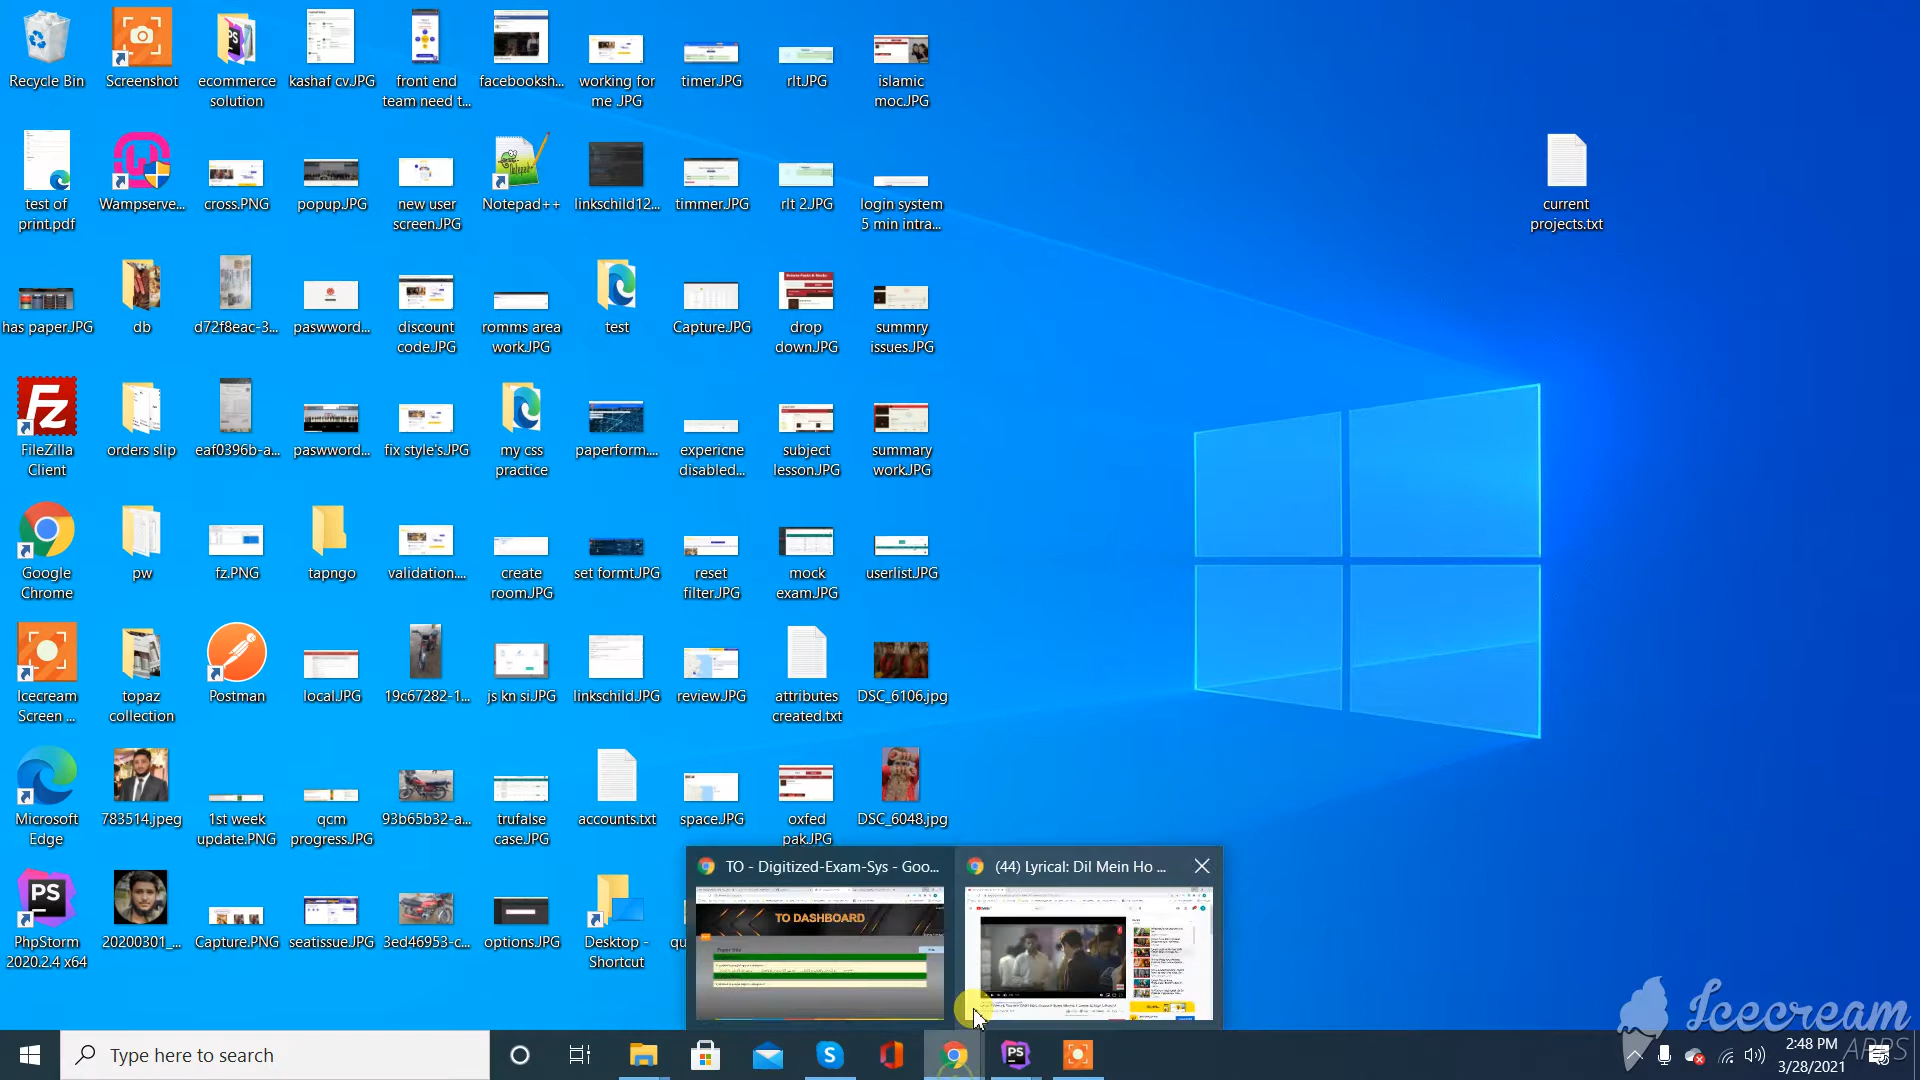 Recycle Bin
Screenshot
ecommerce
solution
kashaf cv.JPG
front end
team need t...
facebooksh...
working for
me .JPG
timer.JPG
rlt.JPG
islamic
moc.JPG
test of
print.pdf
Wampserve...
cross.PNG
popup.JPG
new user
screen.JPG
Notepad++
linkschild12...
timmer.JPG
rlt 2.JPG
login system
5 min intra...
current
projects.txt
has paper.JPG
db
d72f8eac-3...
paswword...
discount
code.JPG
romms area
work.JPG
test
Capture.JPG
drop
down.JPG
summry
issues.JPG
FileZilla
Client
orders slip
eaf0396b-a...
paswword...
fix style's.JPG
my css
practice
paperform....
expericne
disabled...
subject
lesson.JPG
summary
work.JPG
Google
Chrome
pw
fz.PNG
tapngo
validation....
create
room.JPG
set formt.JPG
reset
filter.JPG
mock
exam.JPG
userlist.JPG
Icecream
Screen ...
topaz
collection
Postman
local.JPG
19c67282-1...
js kn si.JPG
linkschild.JPG
review.JPG
attributes
created.txt
DSC_6106.jpg
Microsoft
Edge
783514.jpeg
1st week
update.PNG
qcm
progress.JPG
93b65b32-a...
trufalse
case.JPG
accounts.txt
space.JPG
oxfed
pak.JPG
DSC_6048.jpg
PhpStorm
2020.2.4 x64
20200301_...
Capture.PNG
seatissue.JPG
3ed46953-c...
options.JPG
Desktop -
Shortcut
qu
TO - Digitized-Exam-Sys - Goo...
(44) Lyrical: Dil Mein Ho ...
TO DASHBOARD
Icecream
APPS
Type here to search
2:48 PM
3/28/2021